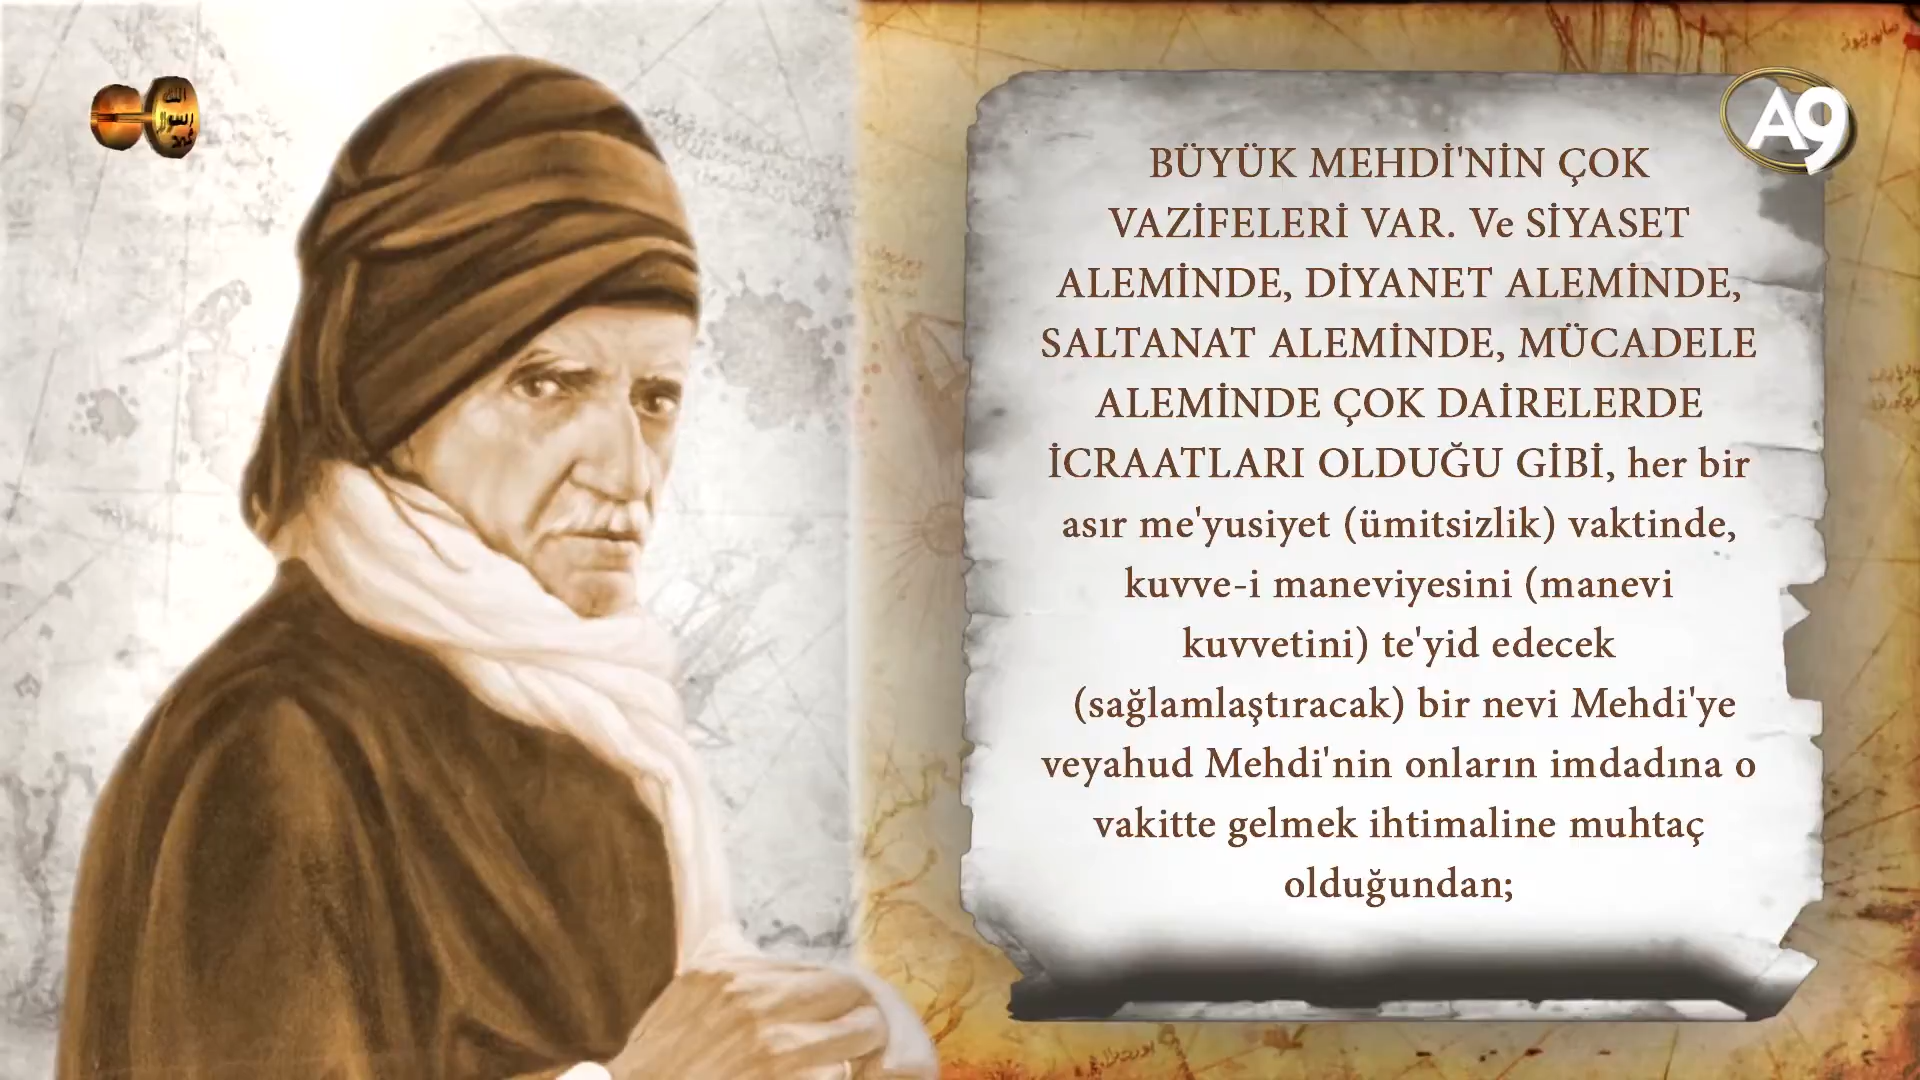 الله
رسول
محمد
A9
BÜYÜK MEHDİ'NİN ÇOK
VAZİFELERİ VAR. Ve SİYASET
ALEMİNDE, DİYANET ALEMİNDE,
SALTANAT ALEMİNDE, MÜCADELE
ALEMİNDE ÇOK DAİRELERDE
İCRAATLARI OLDUĞU GİBİ, her bir
asır me'yusiyet (ümitsizlik) vaktinde,
kuvve-i maneviyesini (manevi
kuvvetini) te'yid edecek
(sağlamlaştıracak) bir nevi Mehdi'ye
veyahud Mehdi'nin onların imdadına o
vakitte gelmek ihtimaline muhtaç
olduğundan;